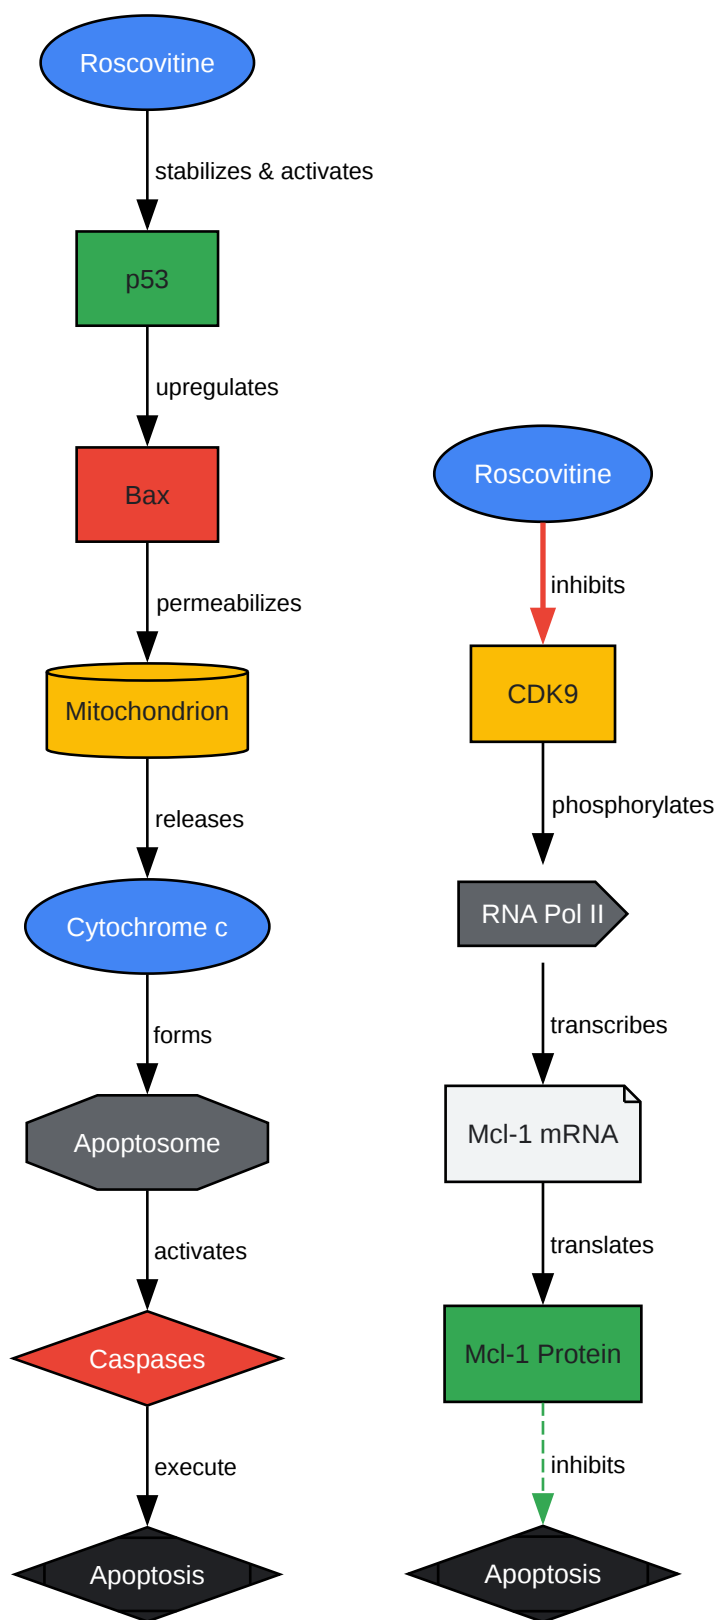 Roscovitine
stabilizes & activates
p53
upregulates
Bax
permeabilizes
Mitochondrion
releases
Cytochrome c
forms
Apoptosome
activates
Caspases
execute
Apoptosis
Roscovitine
inhibits
CDK9
phosphorylates
RNA Pol II
transcribes
Mcl-1 mRNA
translates
Mcl-1 Protein
inhibits
Apoptosis